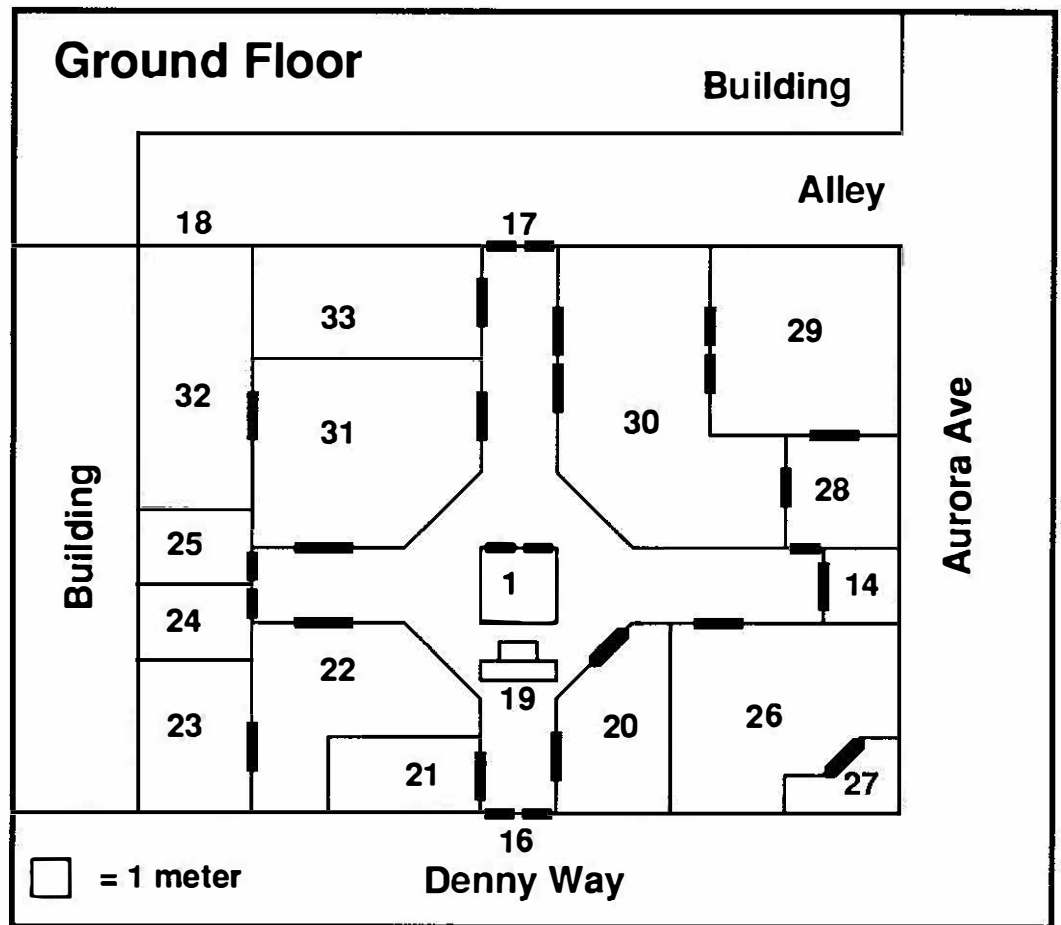 Ground Floor
Building
Alley
18
17
33
29
32
31
30
28
25
1
14
24
22
19
23
21
20
26
27
16
Building
Aurora Ave
= 1 meter
Denny Way